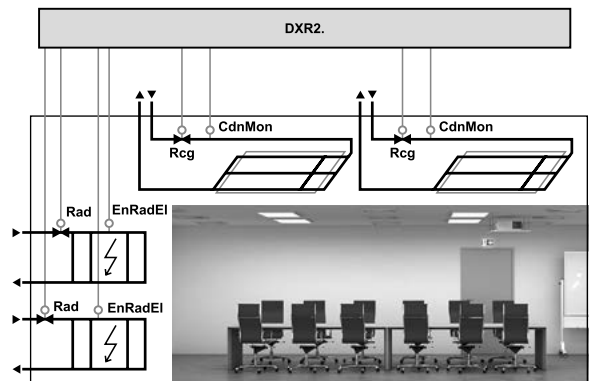 DXR2.
CdnMon
CdnMon
Rcg
Rcg
Rad
EnRadEl
Rad
EnRadEl